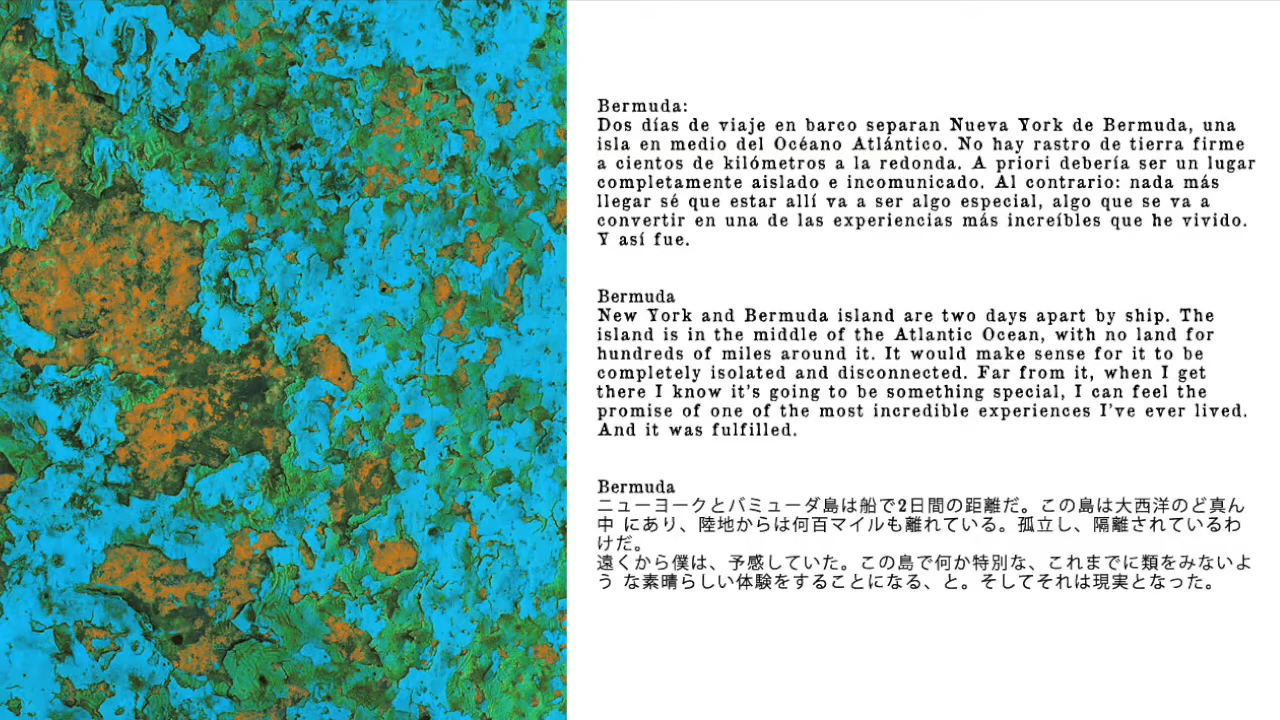 Bermuda:
Dos días de viaje en barco separan Nueva York de Bermuda, una
isla en medio del Océano Atlántico. No hay rastro de tierra firme
a cientos de kilómetros a la redonda. A priori debería ser un lugar
completamente aislado e incomunicado. Al contrario: nada más
llegar sé que estar allí va a ser algo especial, algo que se va a
convertir en una de las experiencias más increíbles que he vivido.
Y así fue.
Bermuda
New York and Bermuda island are two days apart by ship. The
island is in the middle of the Atlantic Ocean, with no land for
hundreds of miles around it. It would make sense for it to be
completely isolated and disconnected. Far from it, when I get
there I know it's going to be something special, I can feel the
promise of one of the most incredible experiences I've ever lived.
And it was fulfilled.
Bermuda
ニューヨークとバミューダ島は船で2日間の距離だ。この島は大西洋のど真ん
中 にあり、陸地からは何百マイルも離れている。孤立し、隔離されているわ
けだ。
遠くから僕は、予感していた。この島で何か特別な、これまでに類をみないよ
う な素晴らしい体験をすることになる、と。そしてそれは現実となった。